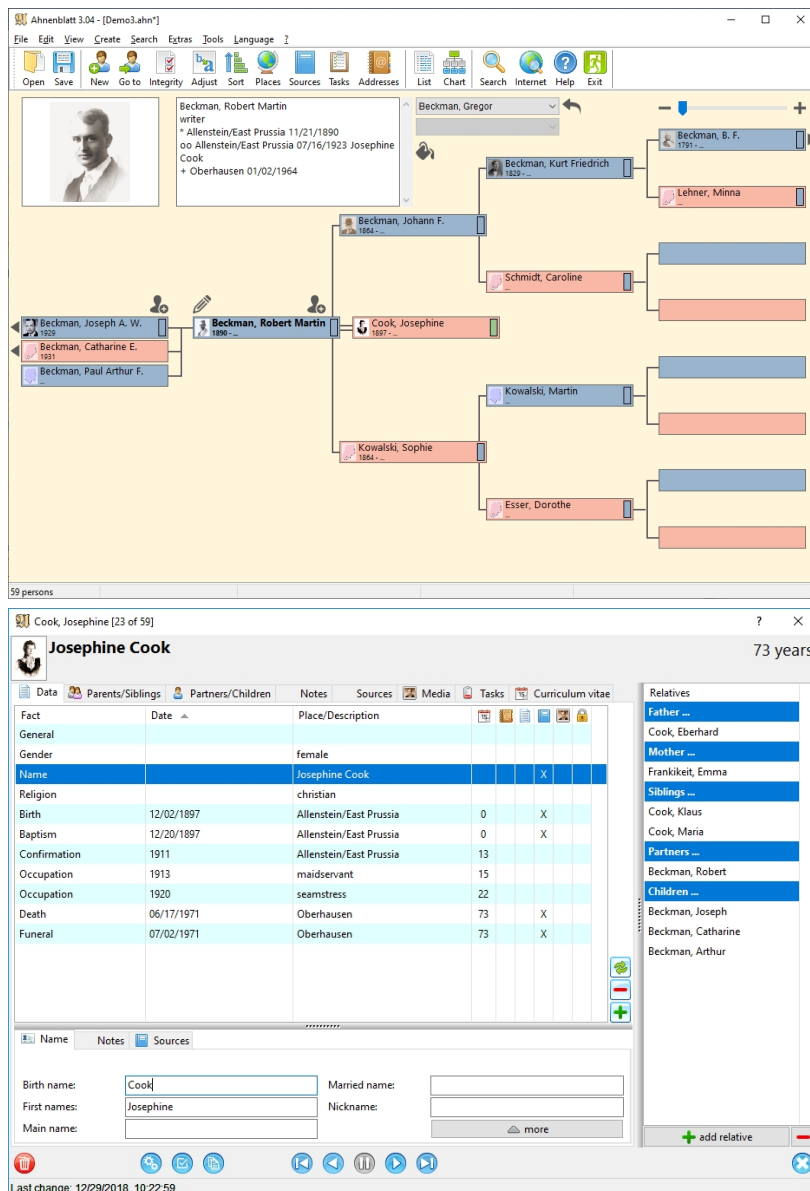 Ahnenblatt 3.04 - [Demo3.ahn*]
File Edit View Create Search Extras Tools Language ?
Open Save New Go to Integrity Adjust Sort Places Sources Tasks Addresses List Chart Search Internet Help Exit
Beckman, Robert Martin
writer
* Allenstein/East Prussia 11/21/1890
oo Allenstein/East Prussia 07/16/1923 Josephine
Cook
+ Oberhausen 01/02/1964
Beckman, Gregor
Beckman, B. F.
1791 - ...
Beckman, Kurt Friedrich
1829 - ...
Lehner, Minna
...
Beckman, Johann F.
1864 - ...
Schmidt, Caroline
...
Beckman, Joseph A. W.
1929
Beckman, Robert Martin
1890 - ...
Cook, Josephine
1897 - ...
Beckman, Catharine E.
1931
Beckman, Paul Arthur F.
...
Kowalski, Martin
...
Kowalski, Sophie
1864 - ...
Esser, Dorothe
...
59 persons
Cook, Josephine [23 of 59] ?
Josephine Cook
73 years
Data Parents/Siblings Partners/Children Notes Sources Media Tasks Curriculum vitae
Fact Date Place/Description
General
Gender female
Name Josephine Cook X
Religion christian
Birth 12/02/1897 Allenstein/East Prussia 0 X
Baptism 12/20/1897 Allenstein/East Prussia 0 X
Confirmation 1911 Allenstein/East Prussia 13
Occupation 1913 maidservant 15
Occupation 1920 seamstress 22
Death 06/17/1971 Oberhausen 73 X
Funeral 07/02/1971 Oberhausen 73 X
Relatives
Father ...
Cook, Eberhard
Mother ...
Frankikeit, Emma
Siblings ...
Cook, Klaus
Cook, Maria
Partners ...
Beckman, Robert
Children ...
Beckman, Joseph
Beckman, Catharine
Beckman, Arthur
Name Notes Sources
Birth name: Cook Married name:
First names: Josephine Nickname:
Main name: more
add relative
Last change: 12/29/2018 10:22:59